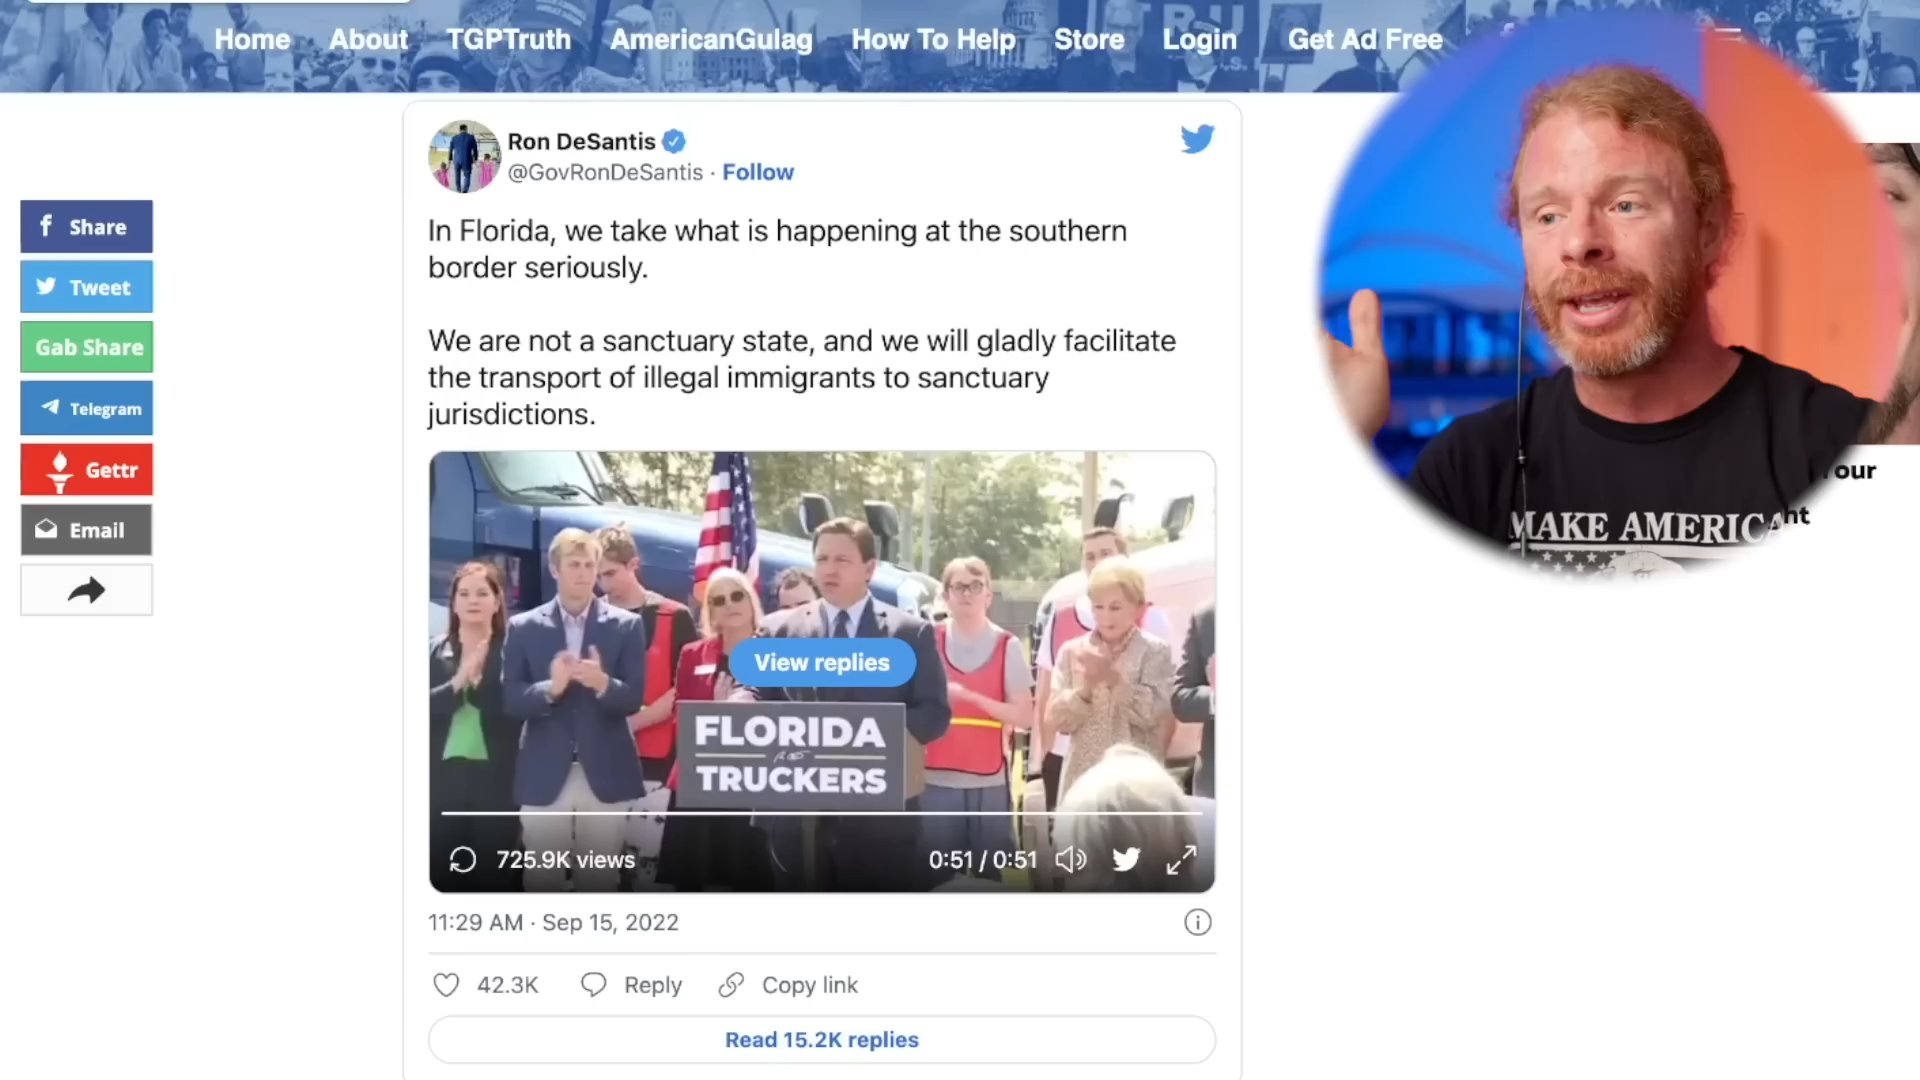 Home About TGPTruth AmericanGulag How To Help Store Login Get Ad Free
Ron DeSantis
@GovRonDeSantis · Follow
In Florida, we take what is happening at the southern
border seriously.
We are not a sanctuary state, and we will gladly facilitate
the transport of illegal immigrants to sanctuary
jurisdictions.
Share
Tweet
Gab Share
Telegram
Gettr
Email
View replies
FLORIDA
TRUCKERS
725.9K views
0:51 / 0:51
11:29 AM · Sep 15, 2022
42.3K Reply Copy link
Read 15.2K replies
MAKE AMERICA